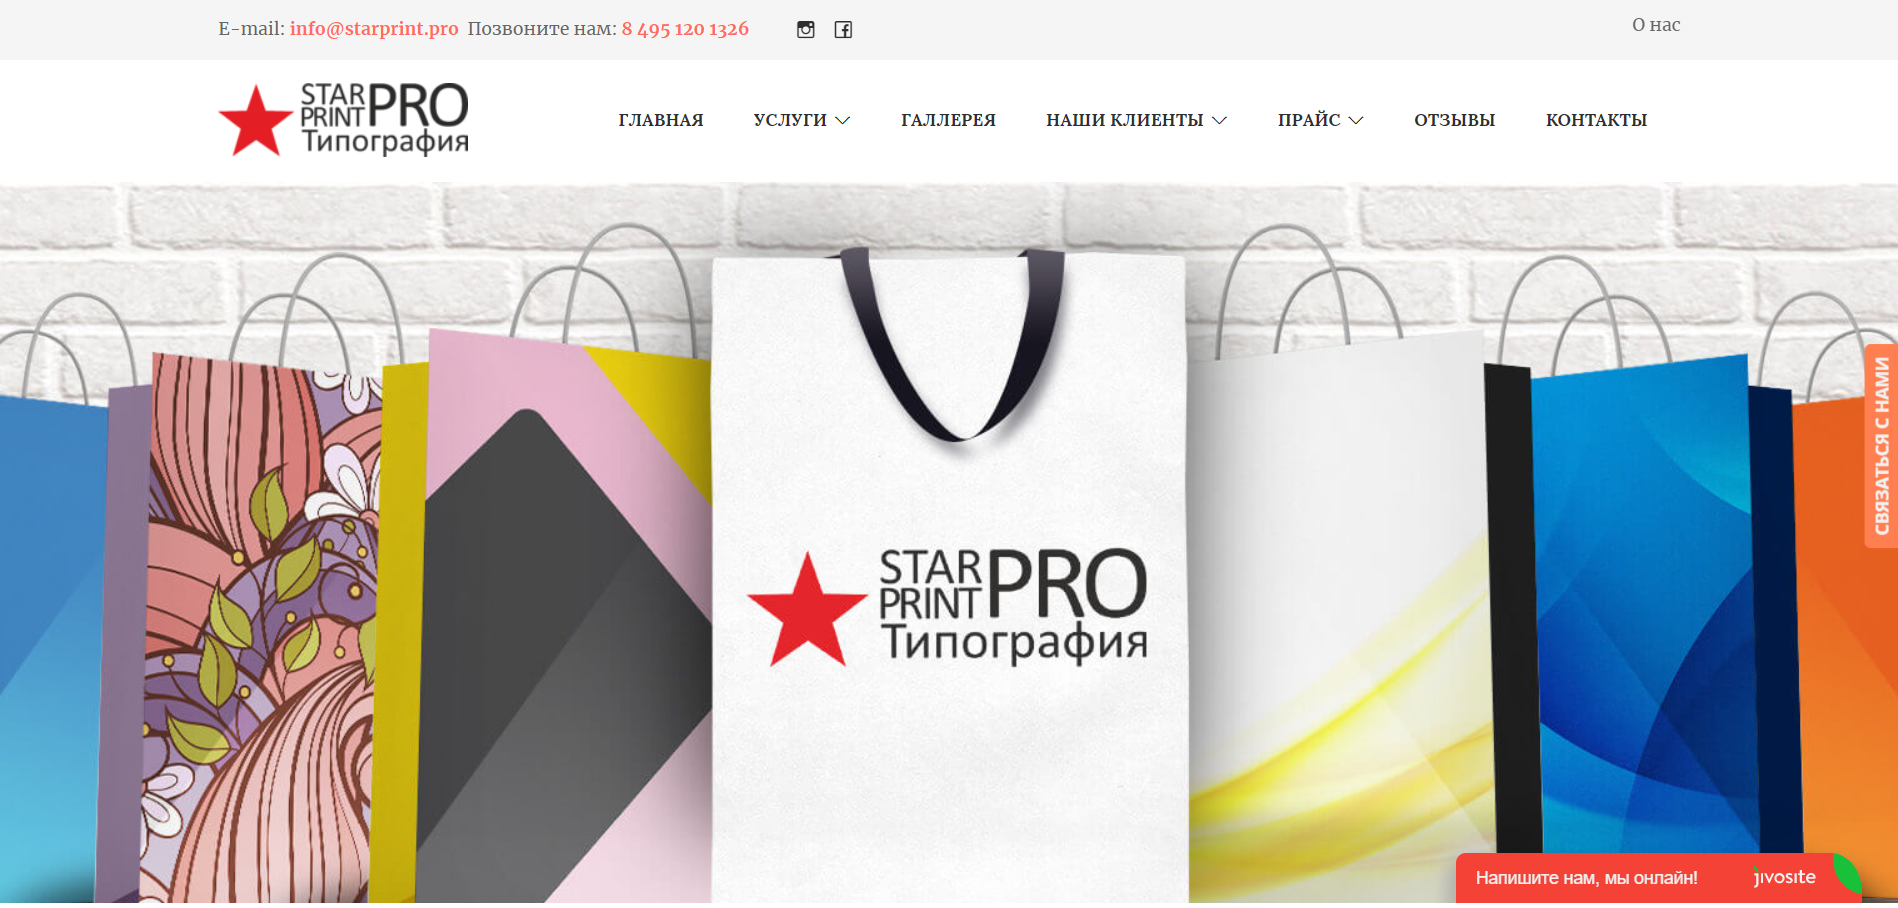 E-mail: info@starprint.pro Позвоните нам: 8 495 120 1326
О нас
STAR PRINT PRO
Типография
ГЛАВНАЯ УСЛУГИ ГАЛЛЕРЕЯ НАШИ КЛИЕНТЫ ПРАЙС ОТЗЫВЫ КОНТАКТЫ
STAR PRINT PRO
Типография
СВЯЗАТЬСЯ С НАМИ
Напишите нам, мы онлайн! jivosite